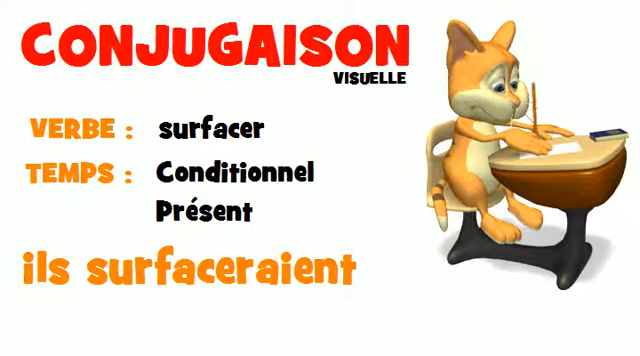 CONJUGAISON
VISUELLE
VERBE : surfacer
TEMPS : Conditionnel
Présent
ils surfaceraient